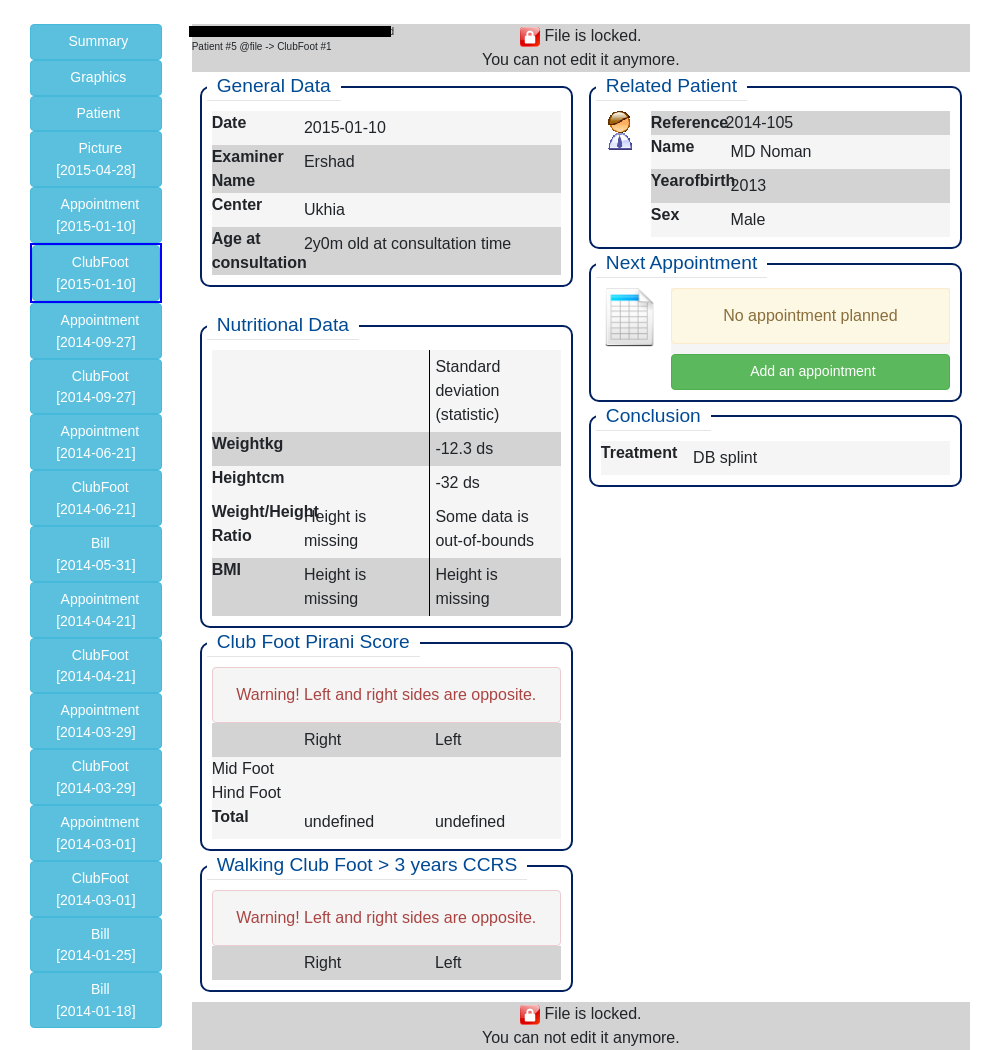 Summary
Graphics
Patient
Picture
[2015-04-28]
Appointment
[2015-01-10]
ClubFoot
[2015-01-10]
Appointment
[2014-09-27]
ClubFoot
[2014-09-27]
Appointment
[2014-06-21]
ClubFoot
[2014-06-21]
Bill
[2014-05-31]
Appointment
[2014-04-21]
ClubFoot
[2014-04-21]
Appointment
[2014-03-29]
ClubFoot
[2014-03-29]
Appointment
[2014-03-01]
ClubFoot
[2014-03-01]
Bill
[2014-01-25]
Bill
[2014-01-18]
Patient #5 @file -> ClubFoot #1
File is locked.
You can not edit it anymore.
General Data
Date 2015-01-10
Examiner Name Ershad
Center Ukhia
Age at consultation 2y0m old at consultation time
Nutritional Data
Standard
deviation
(statistic)
Weightkg -12.3 ds
Heightcm -32 ds
Weight/Height Height is Some data is
Ratio missing out-of-bounds
BMI Height is Height is
missing missing
Club Foot Pirani Score
Warning! Left and right sides are opposite.
Right Left
Mid Foot
Hind Foot
Total undefined undefined
Walking Club Foot > 3 years CCRS
Warning! Left and right sides are opposite.
Right Left
Related Patient
Reference 2014-105
Name MD Noman
Yearofbirth 2013
Sex Male
Next Appointment
No appointment planned
Add an appointment
Conclusion
Treatment DB splint
File is locked.
You can not edit it anymore.